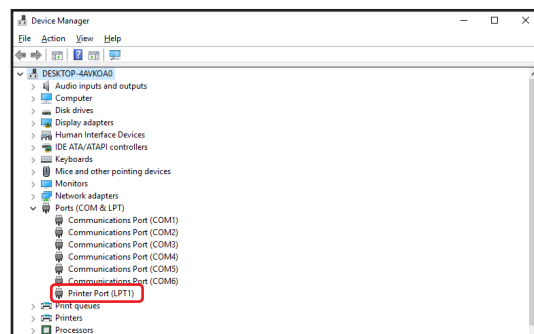 Device Manager
File Action View Help
DESKTOP-4AVKOA0
Audio inputs and outputs
Computer
Disk drives
Display adapters
Human Interface Devices
IDE ATA/ATAPI controllers
Keyboards
Mice and other pointing devices
Monitors
Network adapters
Ports (COM & LPT)
Communications Port (COM1)
Communications Port (COM2)
Communications Port (COM3)
Communications Port (COM4)
Communications Port (COM5)
Communications Port (COM6)
Printer Port (LPT1)
Print queues
Printers
Processors